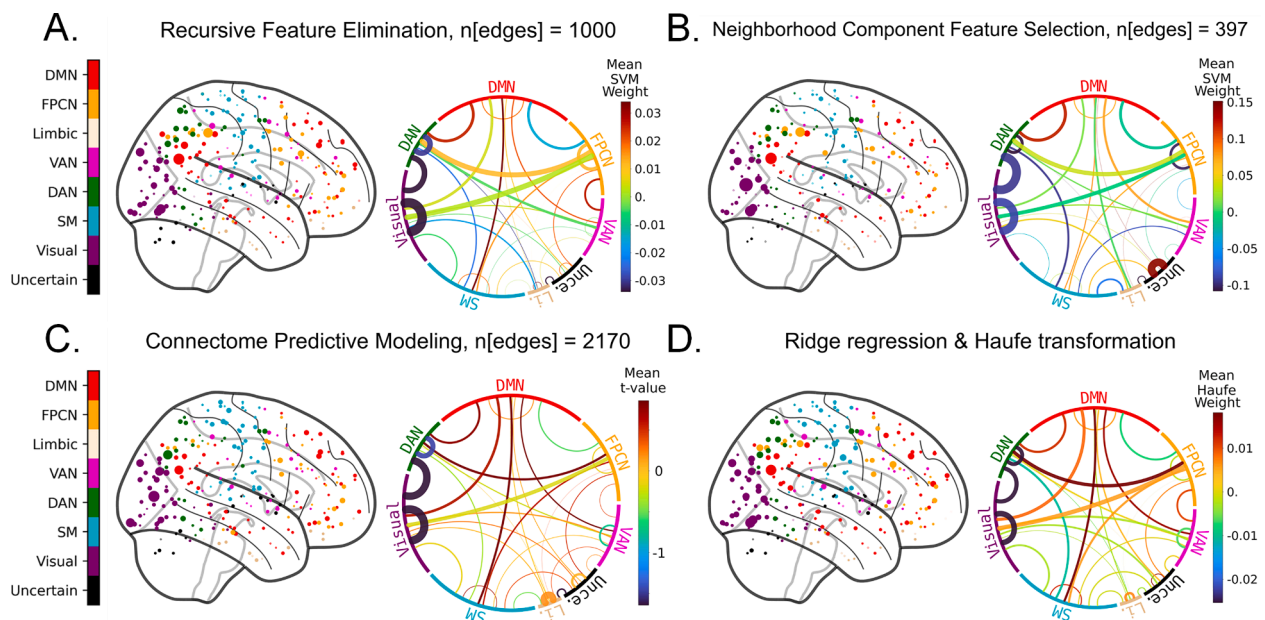 A.
Recursive Feature Elimination, n[edges] = 1000
DMN
FPCN
Limbic
VAN
DAN
SM
Visual
Uncertain
DMN
FPCN
VAN
Unce.
Li.
SM
Visual
DAN
Mean
SVM
Weight
0.03
0.02
0.01
0.
-0.01
-0.02
-0.03
B.
Neighborhood Component Feature Selection, n[edges] = 397
DMN
FPCN
VAN
Unce.
Li.
SM
Visual
DAN
Mean
SVM
Weight
0.15
0.1
0.05
0.
-0.05
-0.1
C.
Connectome Predictive Modeling, n[edges] = 2170
DMN
FPCN
Limbic
VAN
DAN
SM
Visual
Uncertain
DMN
FPCN
VAN
Unce.
Li.
SM
Visual
DAN
Mean
t-value
0
-1
D.
Ridge regression & Haufe transformation
DMN
FPCN
VAN
Unce.
Li.
SM
Visual
DAN
Mean
Haufe
Weight
0.01
0.
-0.01
-0.02